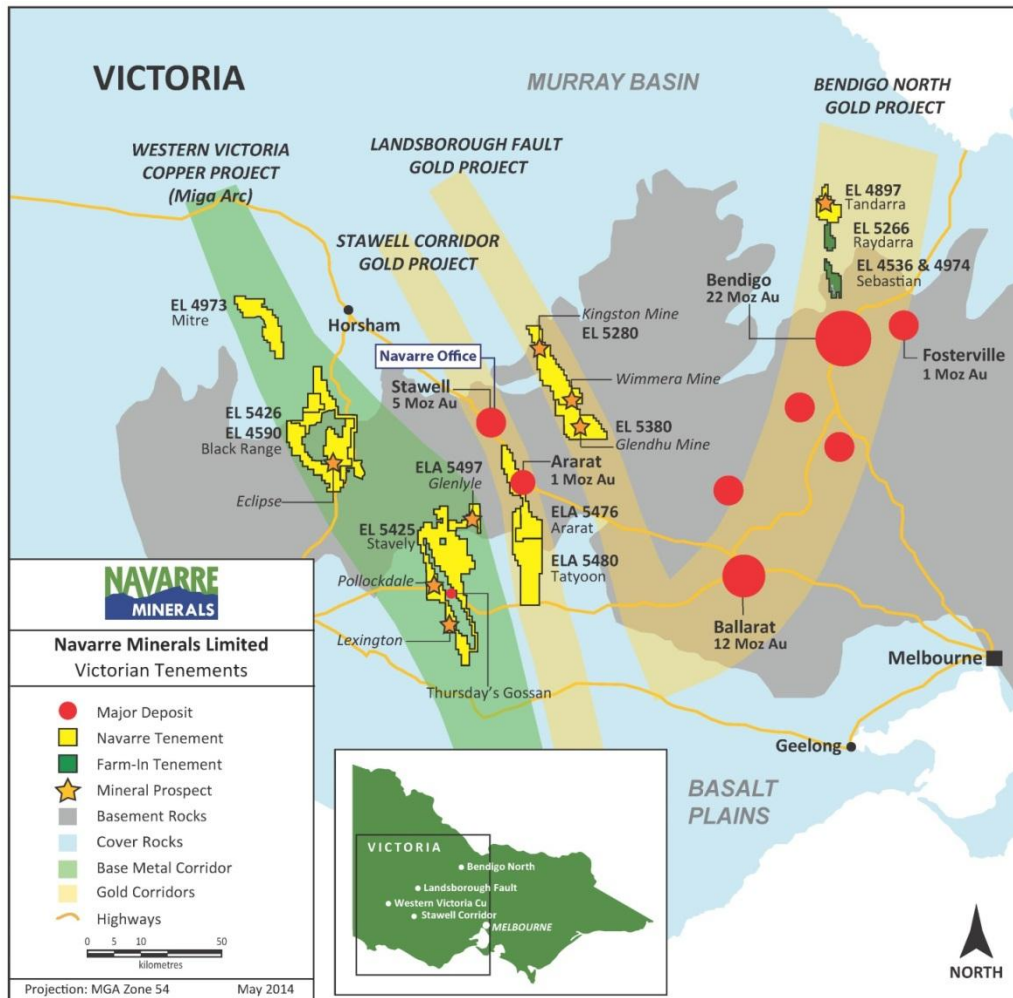 VICTORIA
MURRAY BASIN
BENDIGO NORTH
GOLD PROJECT
WESTERN VICTORIA
COPPER PROJECT
(Miga Arc)
LANDSBOROUGH FAULT
GOLD PROJECT
STAWELL CORRIDOR
GOLD PROJECT
EL 4897
Tandarra
EL 5266
Raydarra
EL 4536 & 4974
Sebastian
Bendigo
22 Moz Au
Fosterville
1 Moz Au
EL 4973
Mitre
Horsham
Kingston Mine
EL 5280
Navarre Office
Stawell
5 Moz Au
Wimmera Mine
EL 5380
Glendhu Mine
EL 5426
EL 4590
Black Range
Eclipse
ELA 5497
Glenlyle
Ararat
1 Moz Au
EL 5425
Stavely
ELA 5476
Ararat
ELA 5480
Tatyoon
Pollockdale
Lexington
Thursday's Gossan
Ballarat
12 Moz Au
Melbourne
Geelong
BASALT
PLAINS
NAVARRE
MINERALS
Navarre Minerals Limited
Victorian Tenements
Major Deposit
Navarre Tenement
Farm-In Tenement
Mineral Prospect
Basement Rocks
Cover Rocks
Base Metal Corridor
Gold Corridors
Highways
0 5 10 50
kilometres
Projection: MGA Zone 54 May 2014
VICTORIA
Bendigo North
Landsborough Fault
Western Victoria Cu
Stawell Corridor
MELBOURNE
NORTH